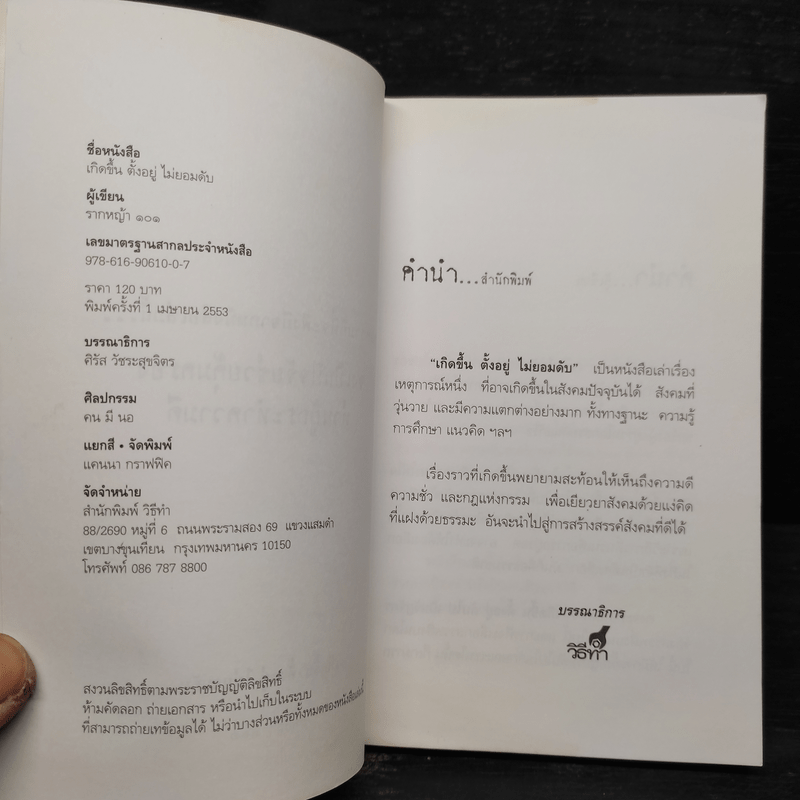 ชื่อหนังสือ
เกิดขึ้น ตั้งอยู่ ไม่ยอมดับ
ผู้เขียน
รากหญ้า ๑๐๑
เลขมาตรฐานสากลประจำหนังสือ
978-616-90610-0-7
ราคา 120 บาท
พิมพ์ครั้งที่ 1 เมษายน 2553
บรรณาธิการ
ศิรัส วัชระสุขจิตร
ศิลปกรรม
คน มี นอ
แยกสี • จัดพิมพ์
แคนนา กราฟฟิค
จัดจำหน่าย
สำนักพิมพ์ วิธีทำ
88/2690 หมู่ที่ 6 ถนนพระรามสอง 69 แขวงแสมดำ
เขตบางขุนเทียน กรุงเทพมหานคร 10150
โทรศัพท์ 086 787 8800
สงวนลิขสิทธิ์ตามพระราชบัญญัติลิขสิทธิ์
ห้ามคัดลอก ถ่ายเอกสาร หรือนำไปเก็บในระบบ
ที่สามารถถ่ายเทข้อมูลได้ ไม่ว่าบางส่วนหรือทั้งหมดของหนังสือเล่มนี้
คำนำ...สำนักพิมพ์
"เกิดขึ้น ตั้งอยู่ ไม่ยอมดับ" เป็นหนังสือเล่าเรื่อง
เหตุการณ์หนึ่ง ที่อาจเกิดขึ้นในสังคมปัจจุบันได้ สังคมที่
วุ่นวาย และมีความแตกต่างอย่างมาก ทั้งทางฐานะ ความรู้
การศึกษา แนวคิด ฯลฯ
เรื่องราวที่เกิดขึ้นพยายามสะท้อนให้เห็นถึงความดี
ความชั่ว และกฎแห่งกรรม เพื่อเยียวยาสังคมด้วยแง่คิด
ที่แฝงด้วยธรรมะ อันจะนำไปสู่การสร้างสรรค์สังคมที่ดีได้
บรรณาธิการ
วิธีทำ